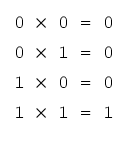 0 × 0 = 0
0 × 1 = 0
1 × 0 = 0
1 × 1 = 1